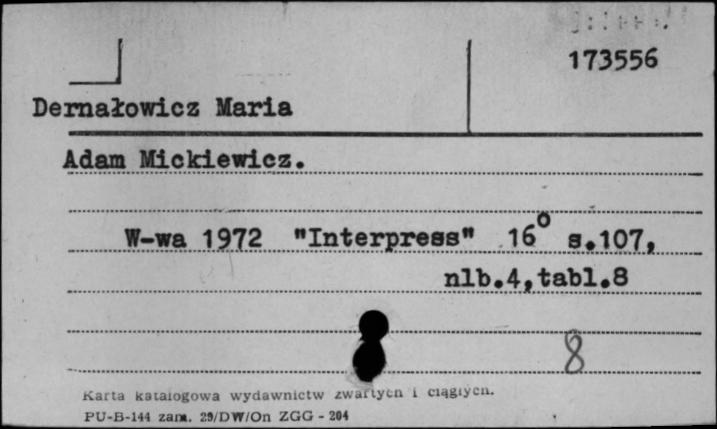 173556
Dernałowicz Maria
Adam Mickiewicz.
W-wa 1972 "Interpress" 16° s.107,
nlb.4,tabl.8
8
Karta katalogowa wydawnictw zwartych i ciągłych.
PU-B-144 zam. 29/DW/On ZGG - 204